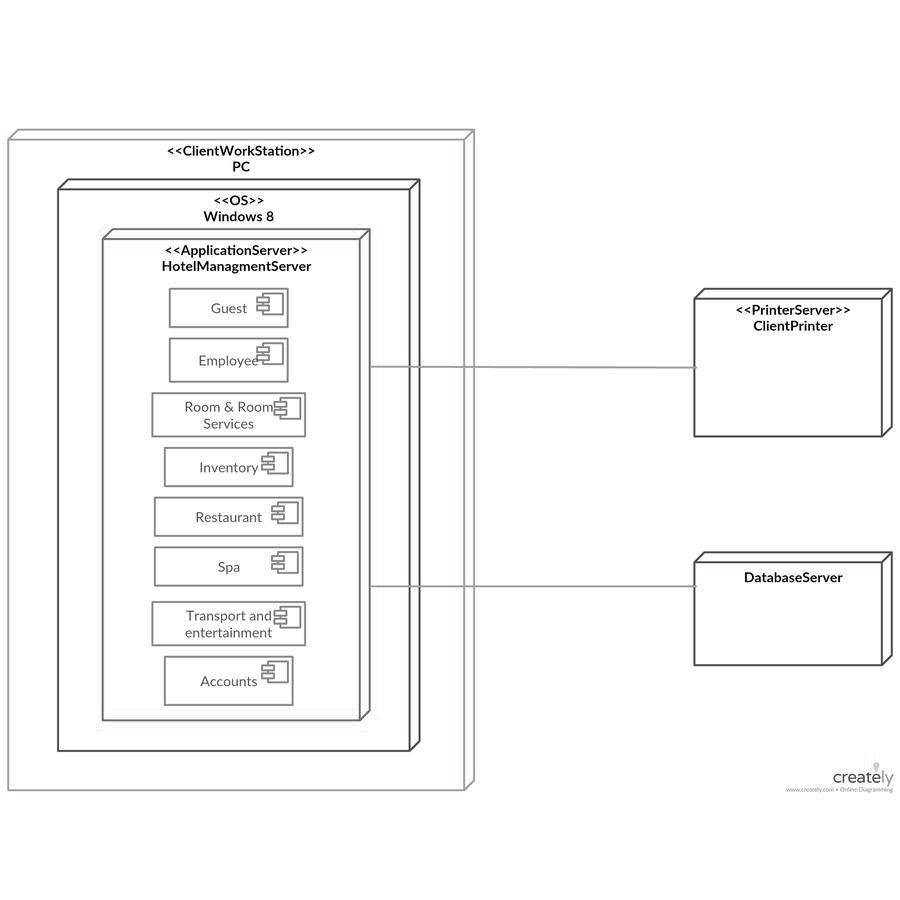 <<ClientWorkStation>>
PC
<<OS>>
Windows 8
<<ApplicationServer>>
HotelManagmentServer
Guest
Employee
Room & Room
Services
Inventory
Restaurant
Spa
Transport and
entertainment
Accounts
<<PrinterServer>>
ClientPrinter
DatabaseServer
creately
www.creately.com • Online Diagramming